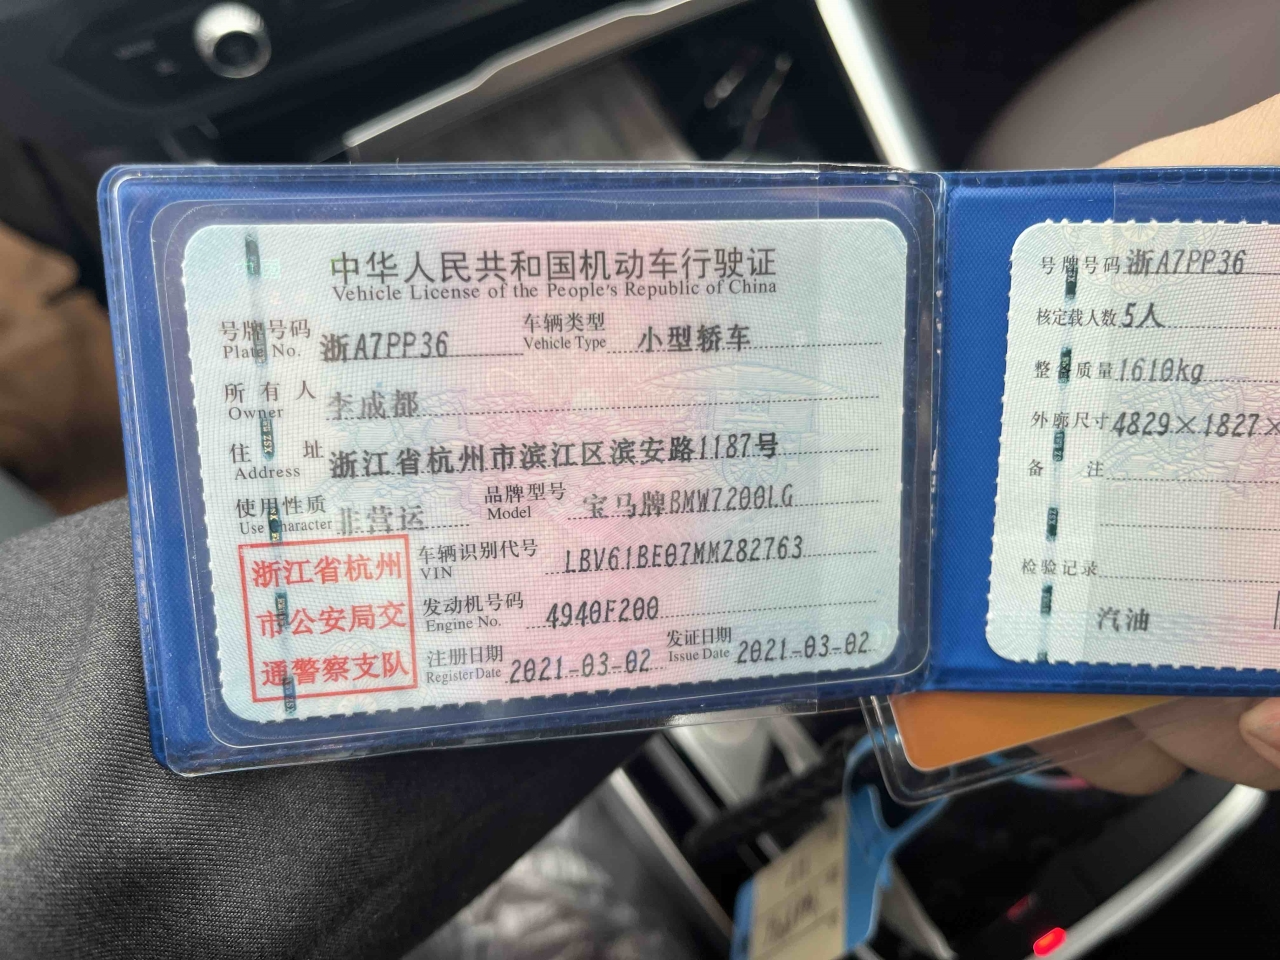 中华人民共和国机动车行驶证
Vehicle License of the People's Republic of China
号牌号码 浙A7PP36 车辆类型 小型轿车
Plate No. Vehicle Type
所有人 李成都
Owner
住址 浙江省杭州市滨江区滨安路1187号
Address
使用性质 非营运 品牌型号 宝马牌BMW7200LG
Use Character Model
车辆识别代号 LBV61BE07MMZ82763
VIN
发动机号码 4940F200
Engine No.
注册日期 2021-03-02 发证日期 2021-03-02
Register Date Issue Date
浙江省杭州
市公安局交
通警察支队
号牌号码 浙A7PP36
核定载人数 5人
整备质量 1610kg
外廓尺寸 4829×1827×
备注
检验记录
汽油